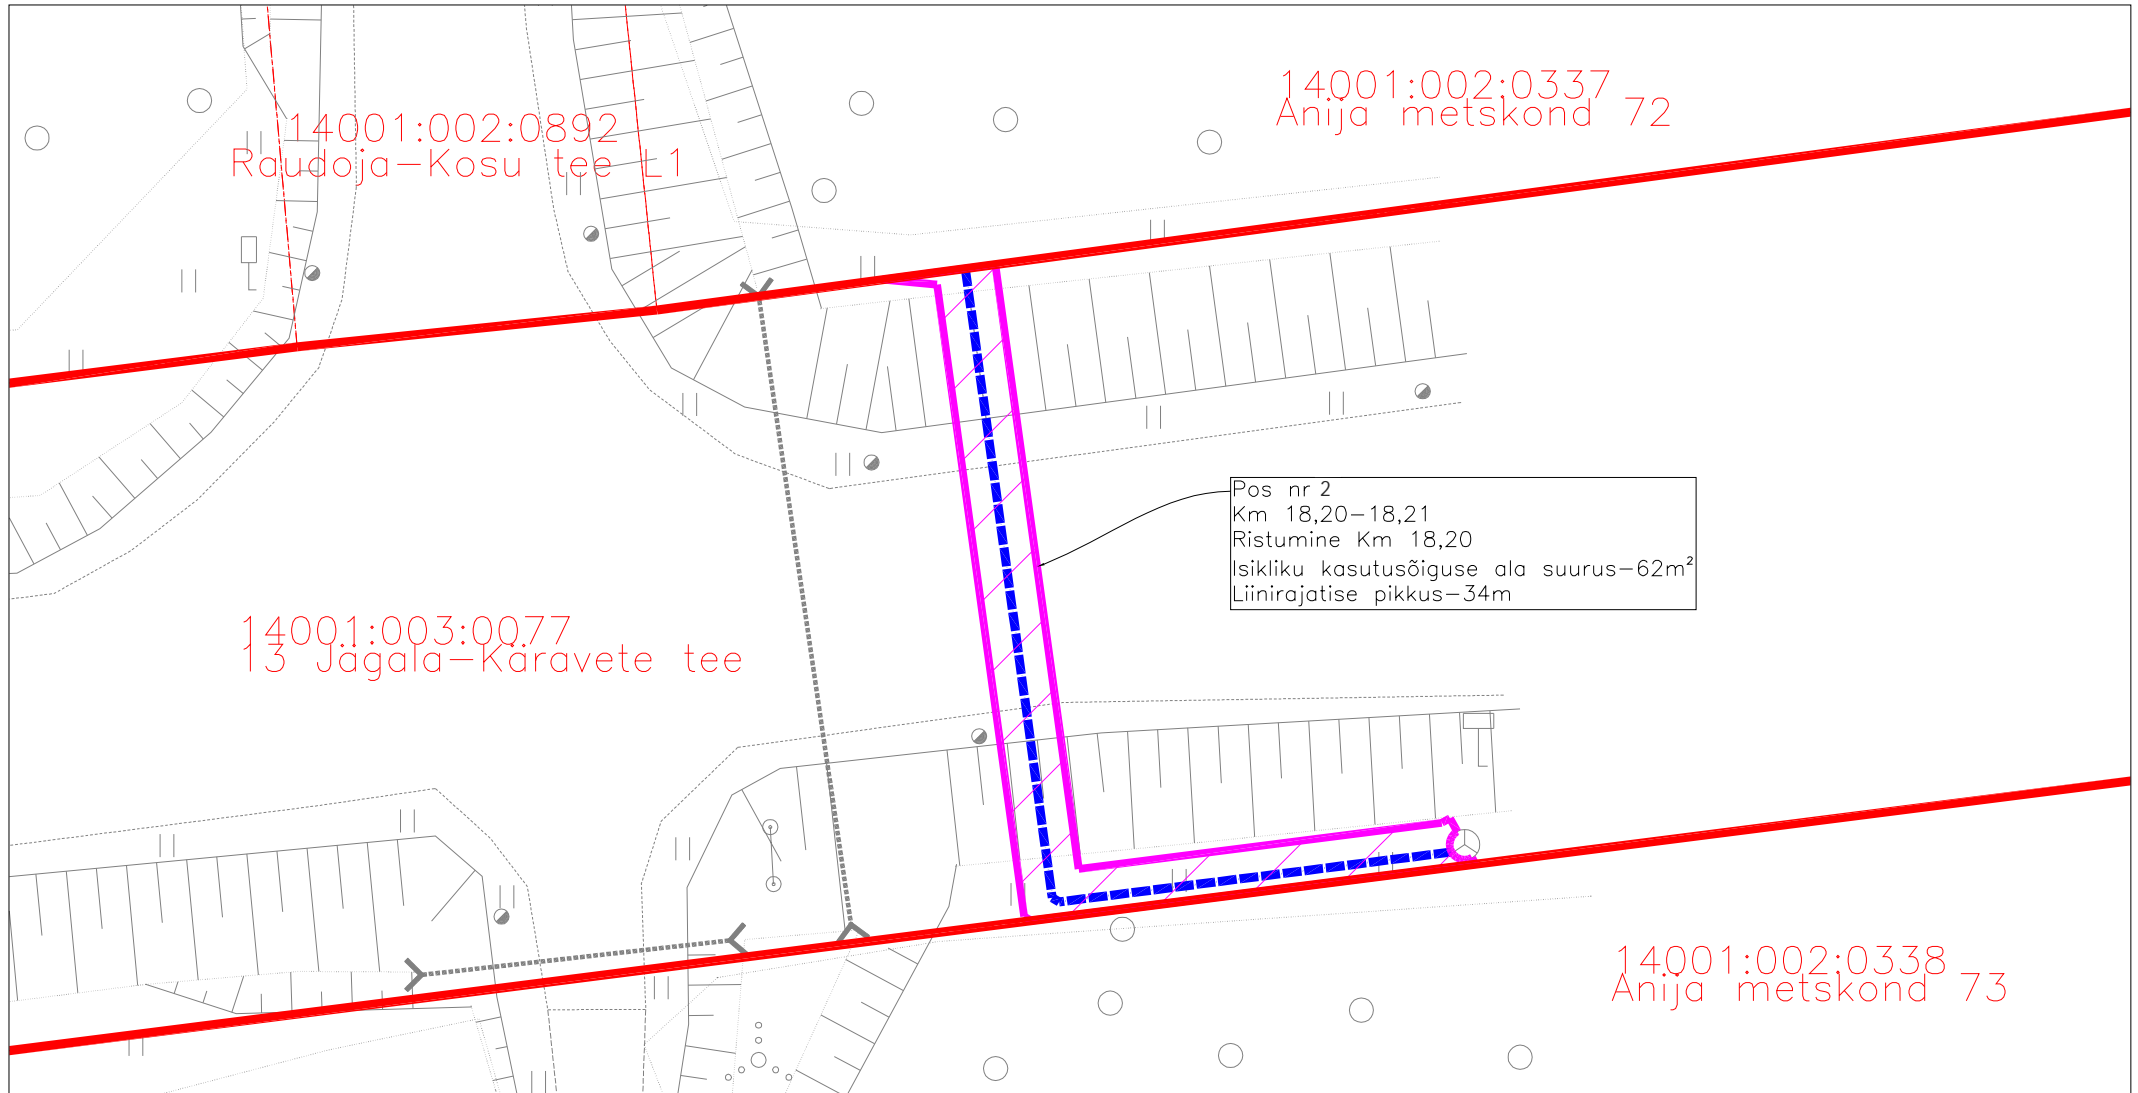 14001:002:0337
Anija metskond 72
14001:002:0892
Raudoja-Kosu tee L1
Pos nr 2
Km 18,20-18,21
Ristumine Km 18,20
Isikliku kasutusõiguse ala suurus-62m²
Liinirajatise pikkus-34m
14001:003:0077
13 Jägala-Käravete tee
14001:002:0338
Anija metskond 73